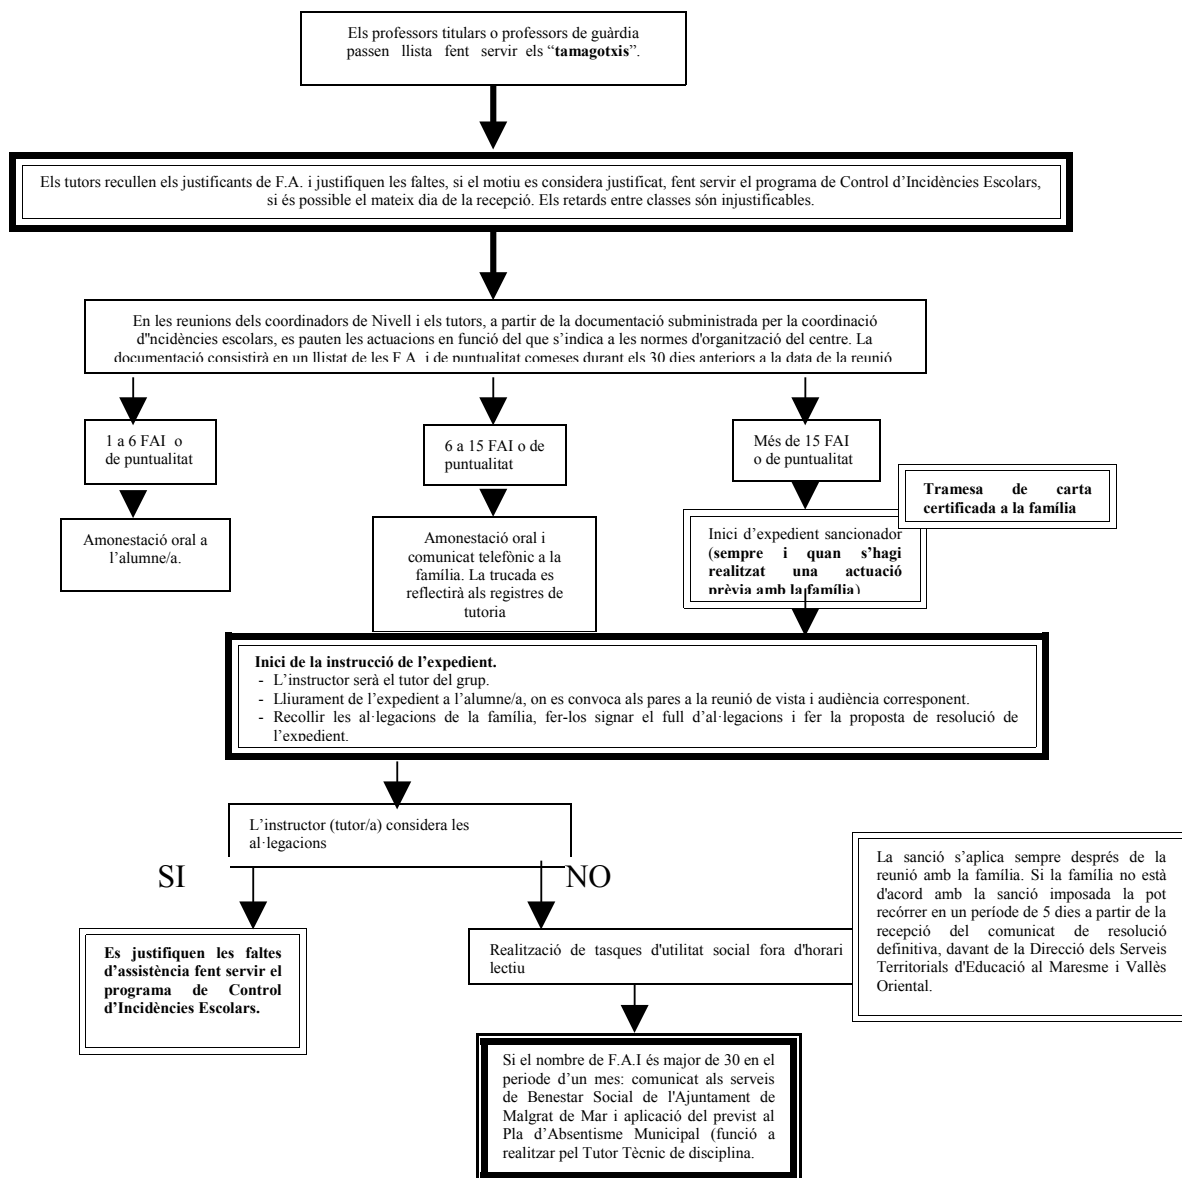 Els professors titulars o professors de guàrdia
passen llista fent servir els “tamagotxis”.
Els tutors recullen els justificants de F.A. i justifiquen les faltes, si el motiu es considera justificat, fent servir el programa de Control d’Incidències Escolars,
si és possible el mateix dia de la recepció. Els retards entre classes són injustificables.
En les reunions dels coordinadors de Nivell i els tutors, a partir de la documentació subministrada per la coordinació
d''ncidències escolars, es pauten les actuacions en funció del que s’indica a les normes d'organització del centre. La
documentació consistirà en un llistat de les F.A. i de puntualitat comeses durant els 30 dies anteriors a la data de la reunió
1 a 6 FAI o
de puntualitat
6 a 15 FAI o de
puntualitat
Més de 15 FAI
o de puntualitat
Tramesa de carta
certificada a la família
Amonestació oral a
l’alumne/a.
Amonestació oral i
comunicat telefònic a la
família. La trucada es
reflectirà als registres de
tutoria
Inici d’expedient sancionador
(sempre i quan s’hagi
realitzat una actuació
prèvia amb la família)
Inici de la instrucció de l’expedient.
- L’instructor serà el tutor del grup.
- Lliurament de l’expedient a l’alumne/a, on es convoca als pares a la reunió de vista i audiència corresponent.
- Recollir les al·legacions de la família, fer-los signar el full d’al·legacions i fer la proposta de resolució de
l’expedient.
L’instructor (tutor/a) considera les
al·legacions
SI
NO
Es justifiquen les faltes
d’assistència fent servir el
programa de Control
d’Incidències Escolars.
Realització de tasques d'utilitat social fora d'horari
lectiu
La sanció s’aplica sempre després de la
reunió amb la família. Si la família no està
d'acord amb la sanció imposada la pot
recórrer en un període de 5 dies a partir de la
recepció del comunicat de resolució
definitiva, davant de la Direcció dels Serveis
Territorials d'Educació al Maresme i Vallès
Oriental.
Si el nombre de F.A.I és major de 30 en el
periode d’un mes: comunicat als serveis
de Benestar Social de l'Ajuntament de
Malgrat de Mar i aplicació del previst al
Pla d’Absentisme Municipal (funció a
realitzar pel Tutor Tècnic de disciplina.